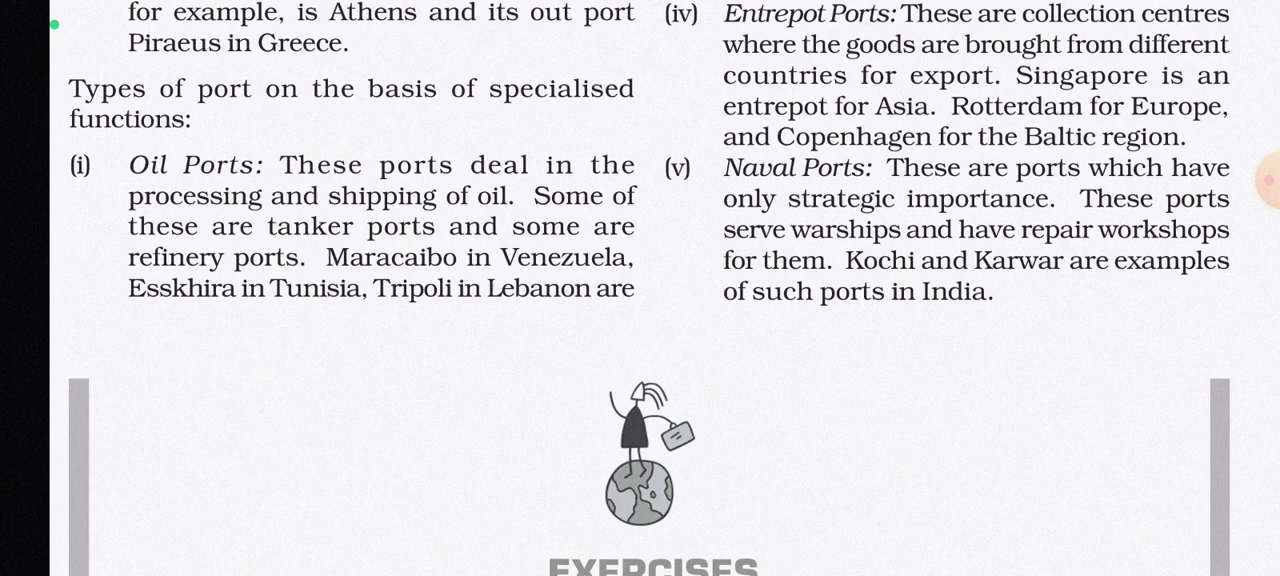 for example, is Athens and its out port
Piraeus in Greece.
Types of port on the basis of specialised
functions:
(i) Oil Ports: These ports deal in the
processing and shipping of oil. Some of
these are tanker ports and some are
refinery ports. Maracaibo in Venezuela,
Esskhira in Tunisia, Tripoli in Lebanon are
(iv) Entrepot Ports: These are collection centres
where the goods are brought from different
countries for export. Singapore is an
entrepot for Asia. Rotterdam for Europe,
and Copenhagen for the Baltic region.
(v) Naval Ports: These are ports which have
only strategic importance. These ports
serve warships and have repair workshops
for them. Kochi and Karwar are examples
of such ports in India.
EXERCISES